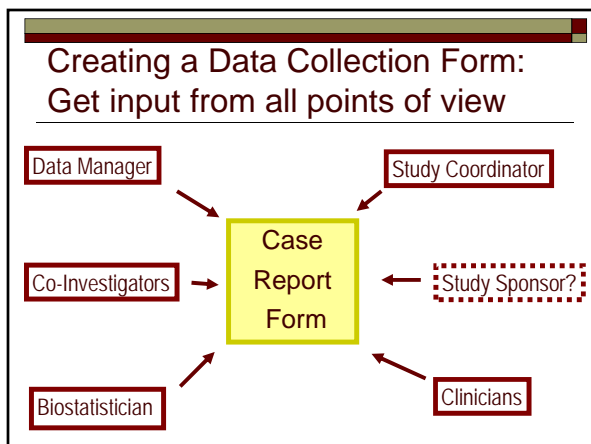 Creating a Data Collection Form:
Get input from all points of view
Data Manager
Study Coordinator
Case
Report
Form
Co-Investigators
Study Sponsor?
Biostatistician
Clinicians